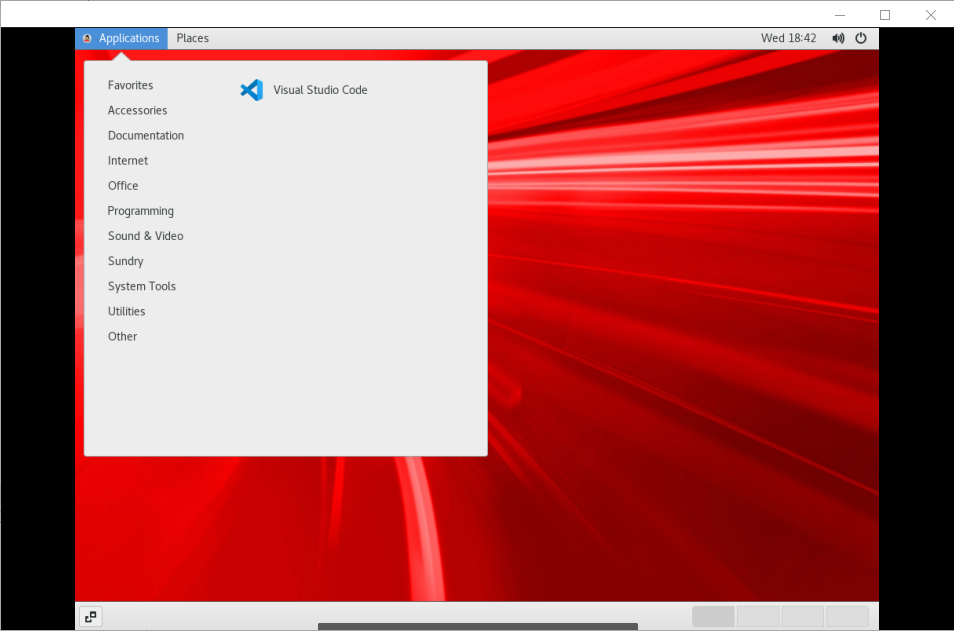 Applications Places Wed 18:42
Favorites
Visual Studio Code
Accessories
Documentation
Internet
Office
Programming
Sound & Video
Sundry
System Tools
Utilities
Other